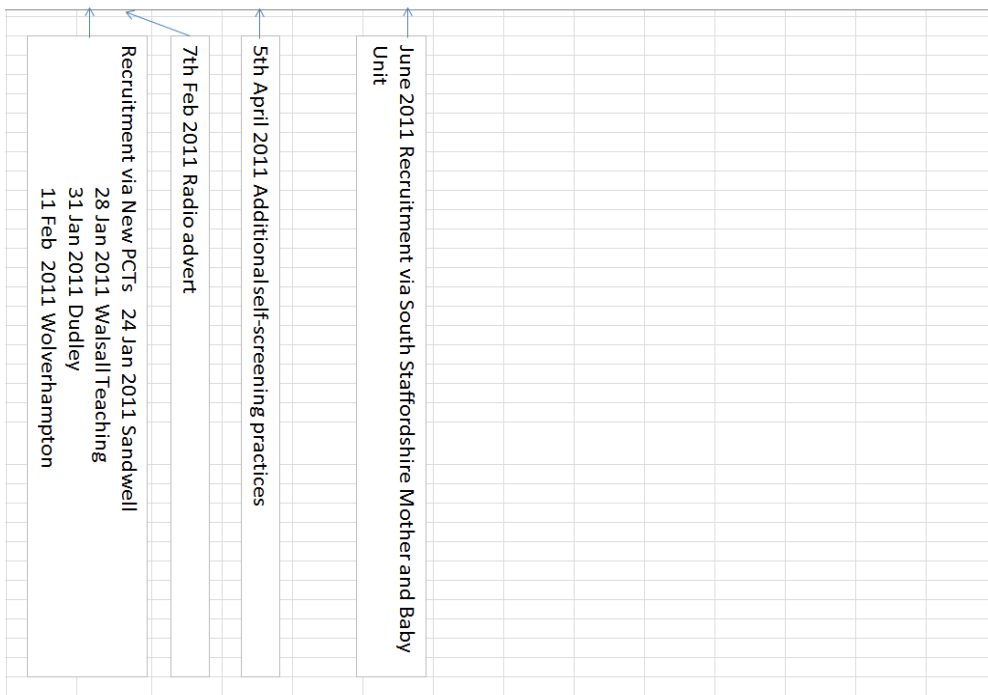 Recruitment via New PCTs 24 Jan 2011 Sandwell
28 Jan 2011 Walsall Teaching
31 Jan 2011 Dudley
11 Feb 2011 Wolverhampton
7th Feb 2011 Radio advert
5th April 2011 Additional self-screening practices
June 2011 Recruitment via South Staffordshire Mother and Baby
Unit